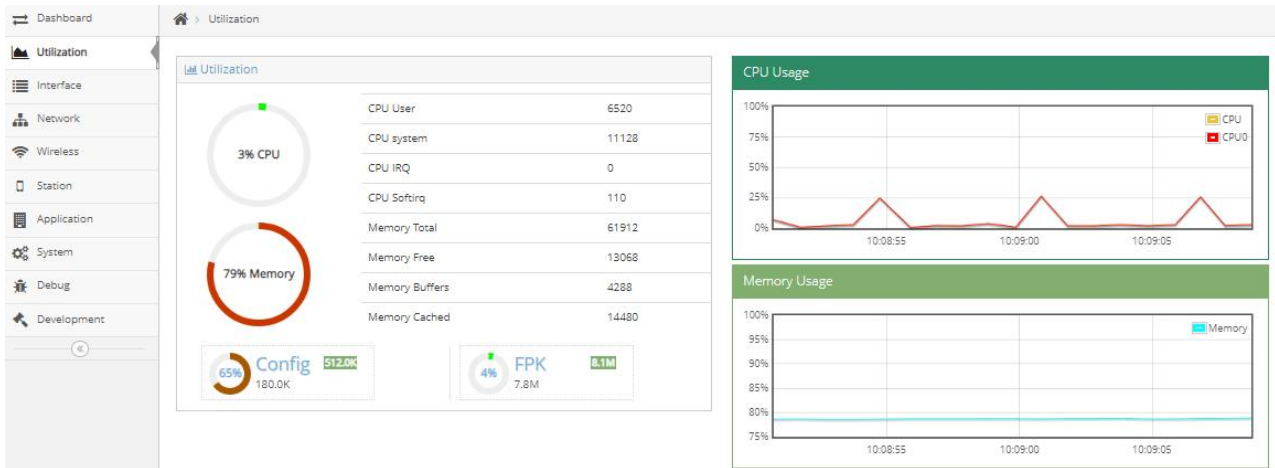 Dashboard
Utilization
Interface
Network
Wireless
Station
Application
System
Debug
Development
> Utilization
Utilization
3% CPU
79% Memory
CPU User 6520
CPU system 11128
CPU IRQ 0
CPU Softirq 110
Memory Total 61912
Memory Free 13068
Memory Buffers 4288
Memory Cached 14480
65% Config 512.0K
180.0K
4% FPK 8.1M
7.8M
CPU Usage
100%
75%
50%
25%
0%
CPU
CPU0
10:08:55 10:09:00 10:09:05
Memory Usage
100%
95%
90%
85%
80%
75%
Memory
10:08:55 10:09:00 10:09:05